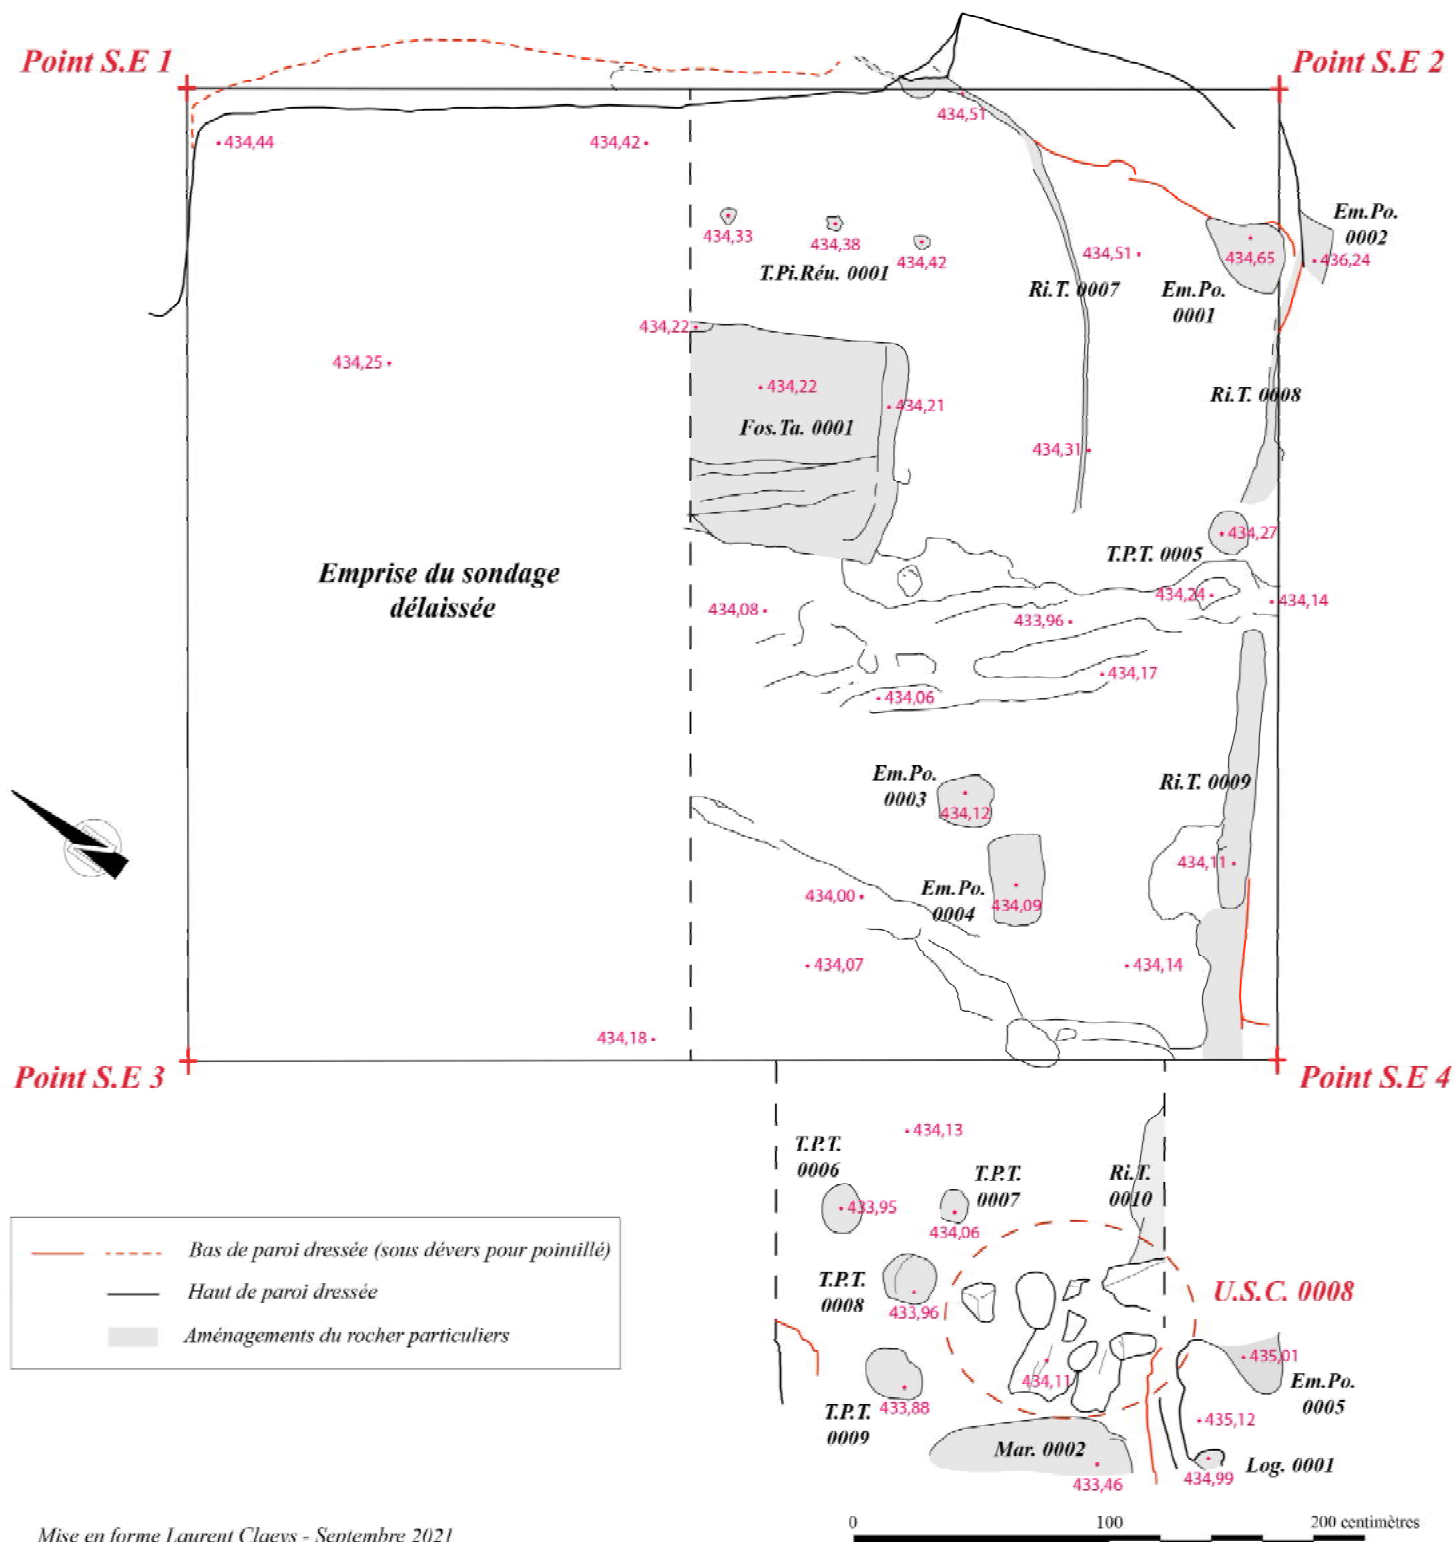 Point S.E 1
Point S.E 2
434,51
434,44
434,42
Em.Po.
0002
434,33
434,38
434,42
434,51
434,65
436,24
T.Pi.Réu. 0001
Ri.T. 0007
Em.Po.
0001
434,22
434,25
434,22
434,21
Ri.T. 0008
Fos.Ta. 0001
434,31
434,27
T.P.T. 0005
Emprise du sondage
délaissée
434,24
434,14
434,08
433,96
434,17
434,06
Em.Po.
0003
434,12
Ri.T. 0009
434,11
Em.Po.
0004
434,00
434,09
434,07
434,14
434,18
Point S.E 3
Point S.E 4
434,13
T.P.T.
0006
T.P.T.
0007
Ri.T.
0010
433,95
434,06
T.P.T.
0008
433,96
U.S.C. 0008
Bas de paroi dressée (sous dévers pour pointillé)
Haut de paroi dressée
Aménagements du rocher particuliers
435,01
Em.Po.
0005
434,11
433,88
T.P.T.
0009
435,12
Mar. 0002
433,46
434,99
Log. 0001
Mise en forme Laurent Claeys - Septembre 2021
0 100 200 centimètres